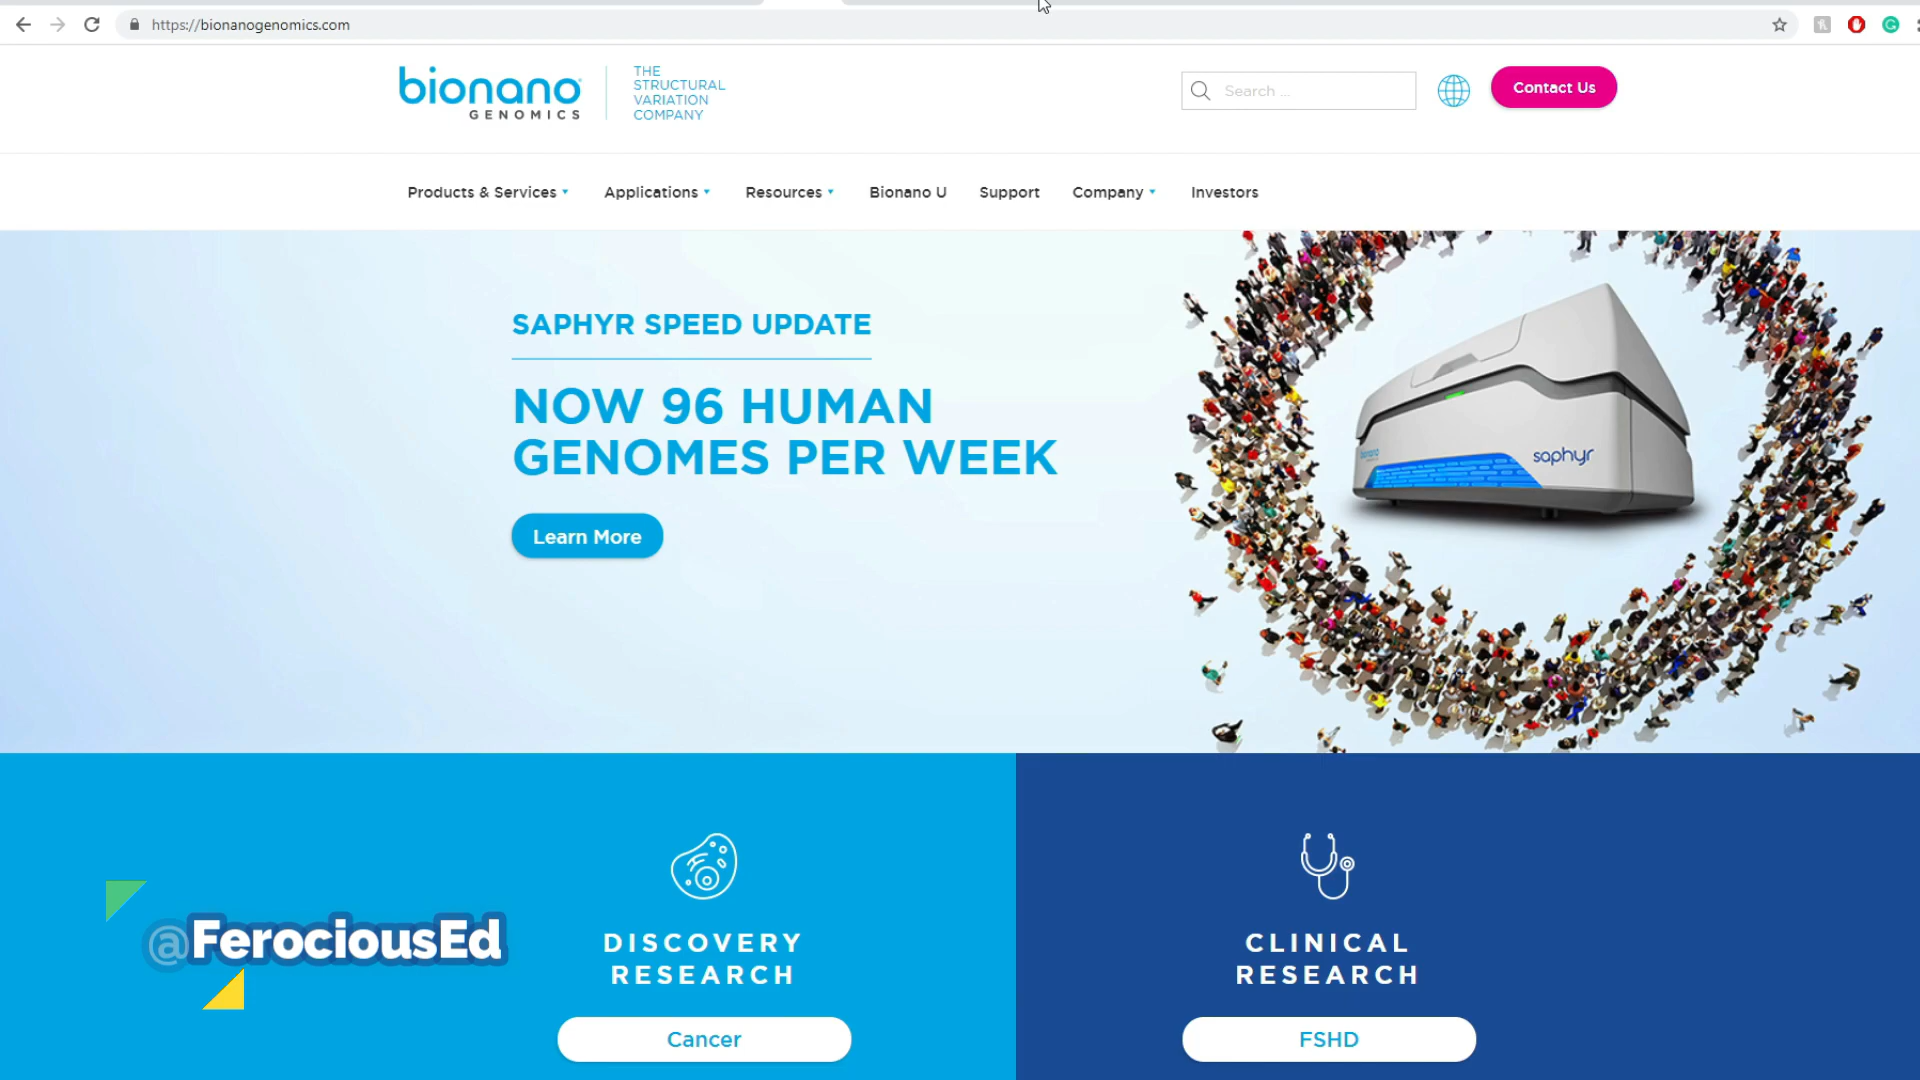 https://bionanogenomics.com
bionano
GENOMICS
THE
STRUCTURAL
VARIATION
COMPANY
Search ...
Contact Us
Products & Services
Applications
Resources
Bionano U
Support
Company
Investors
SAPHYR SPEED UPDATE
NOW 96 HUMAN
GENOMES PER WEEK
Learn More
bionano
saphyr
@FerociousEd
DISCOVERY
RESEARCH
Cancer
CLINICAL
RESEARCH
FSHD